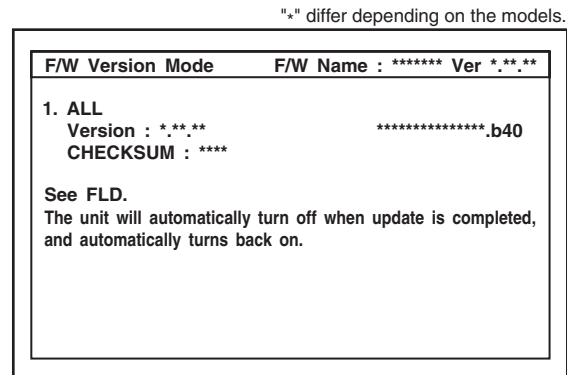 "*" differ depending on the models.
F/W Version Mode F/W Name : ******* Ver *.**.**
1. ALL
Version : *.**.** ***************.b40
CHECKSUM : ****
See FLD.
The unit will automatically turn off when update is completed,
and automatically turns back on.